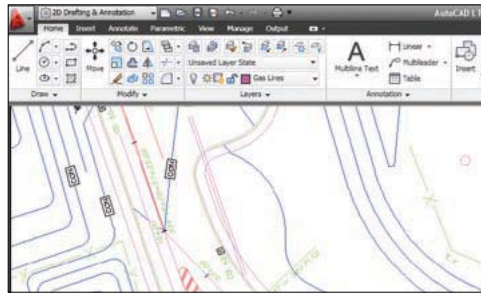 2D Drafting & Annotation
AutoCAD L
Home Insert Annotate Parametric View Manage Output
Line
Move
Unsaved Layer State
Gas Lines
Multiline Text
Linear
Multileader
Table
Insert
Draw
Modify
Layers
Annotation